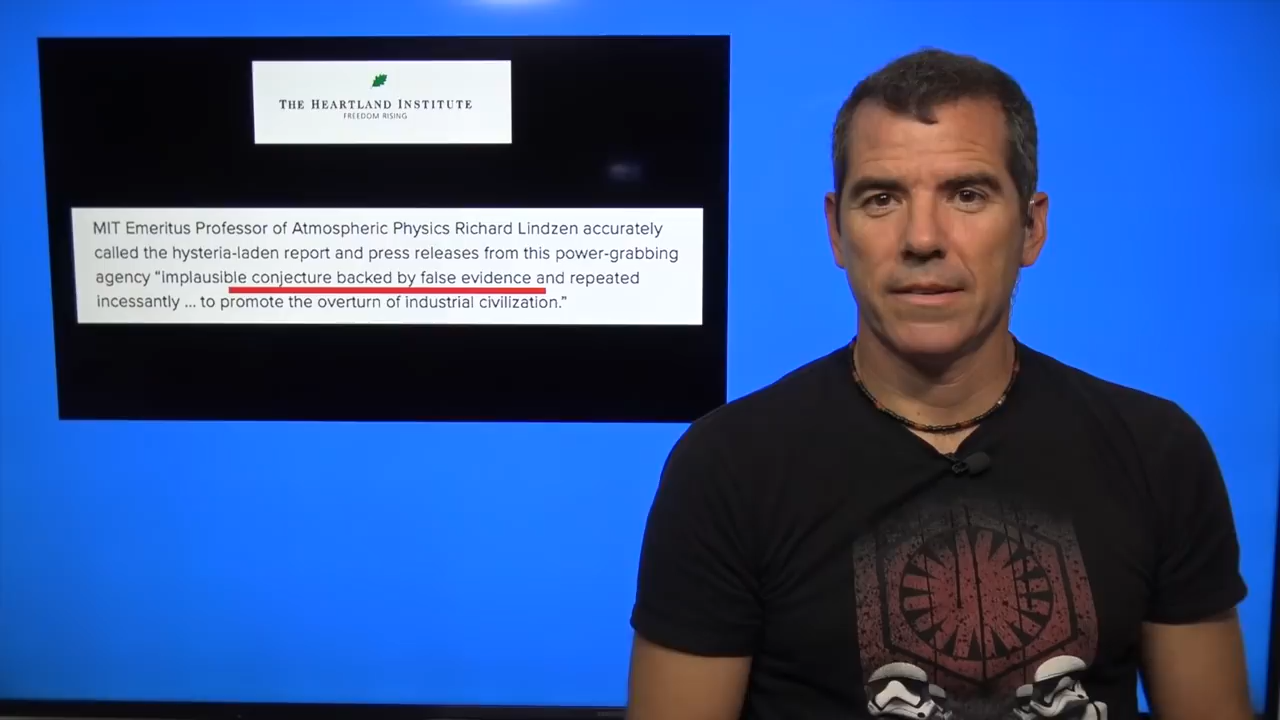 THE HEARTLAND INSTITUTE
FREEDOM RISING
MIT Emeritus Professor of Atmospheric Physics Richard Lindzen accurately
called the hysteria-laden report and press releases from this power-grabbing
agency “implausible conjecture backed by false evidence and repeated
incessantly ... to promote the overturn of industrial civilization.”